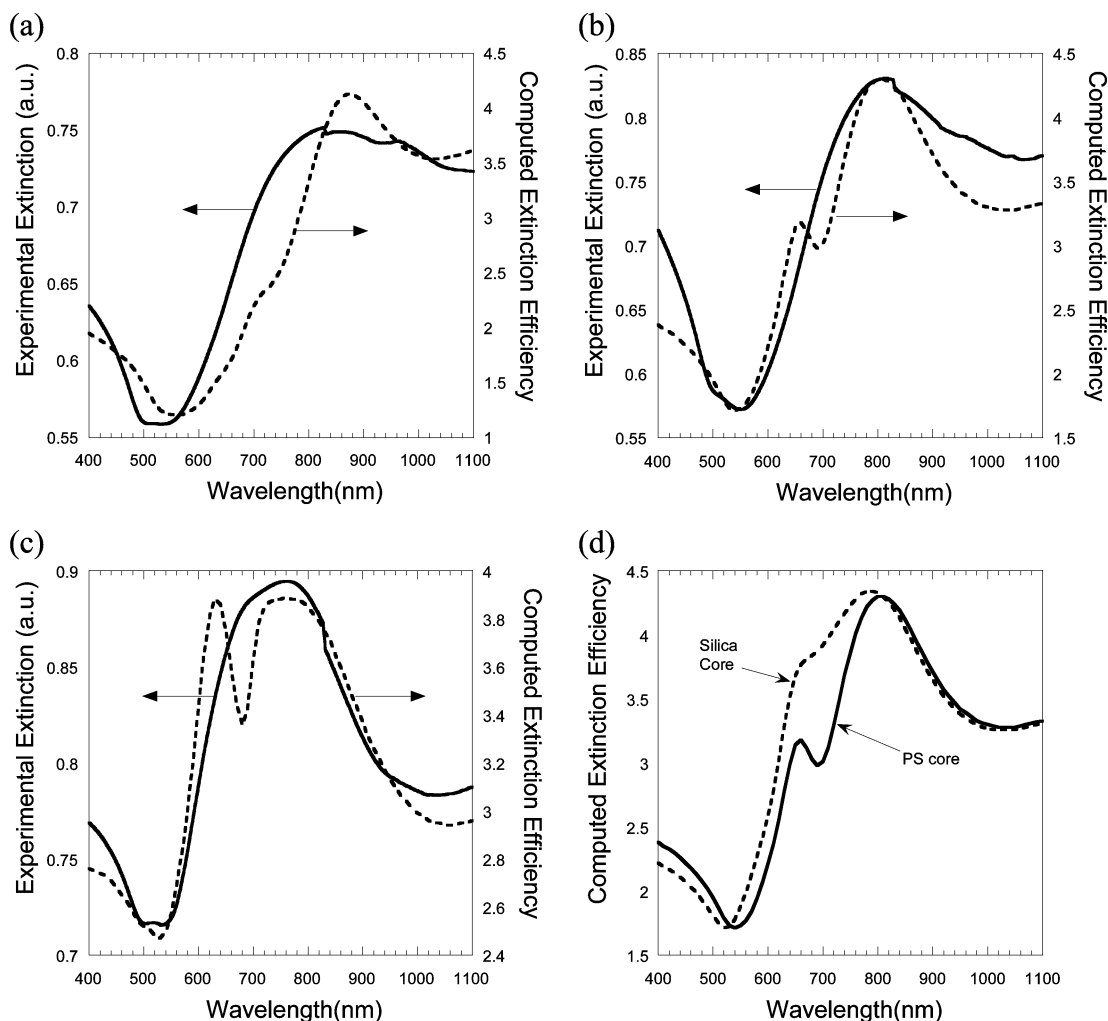 (a)
0.8
0.75
0.7
0.65
0.6
0.55
Experimental Extinction (a.u.)
4.5
4
3.5
3
2.5
2
1.5
1
Computed Extinction Efficiency
400 500 600 700 800 900 1000 1100
Wavelength(nm)
(b)
0.85
0.8
0.75
0.7
0.65
0.6
0.55
Experimental Extinction (a.u.)
4.5
4
3.5
3
2.5
2
1.5
Computed Extinction Efficiency
400 500 600 700 800 900 1000 1100
Wavelength(nm)
(c)
0.9
0.85
0.8
0.75
0.7
Experimental Extinction (a.u.)
4
3.8
3.6
3.4
3.2
3
2.8
2.6
2.4
Computed Extinction Efficiency
400 500 600 700 800 900 1000 1100
Wavelength(nm)
(d)
4.5
4
3.5
3
2.5
2
1.5
Computed Extinction Efficiency
Silica
Core
PS core
400 500 600 700 800 900 1000 1100
Wavelength(nm)